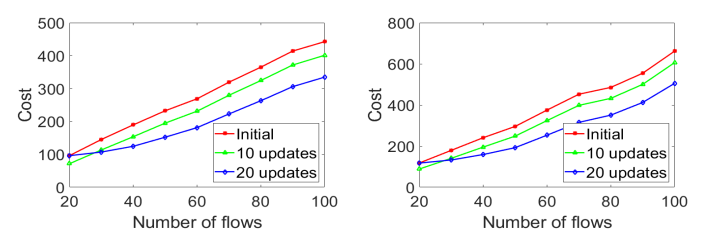 500
400
300
200
100
0
Cost
20 40 60 80 100
Number of flows
Initial
10 updates
20 updates
800
600
400
200
0
Cost
20 40 60 80 100
Number of flows
Initial
10 updates
20 updates